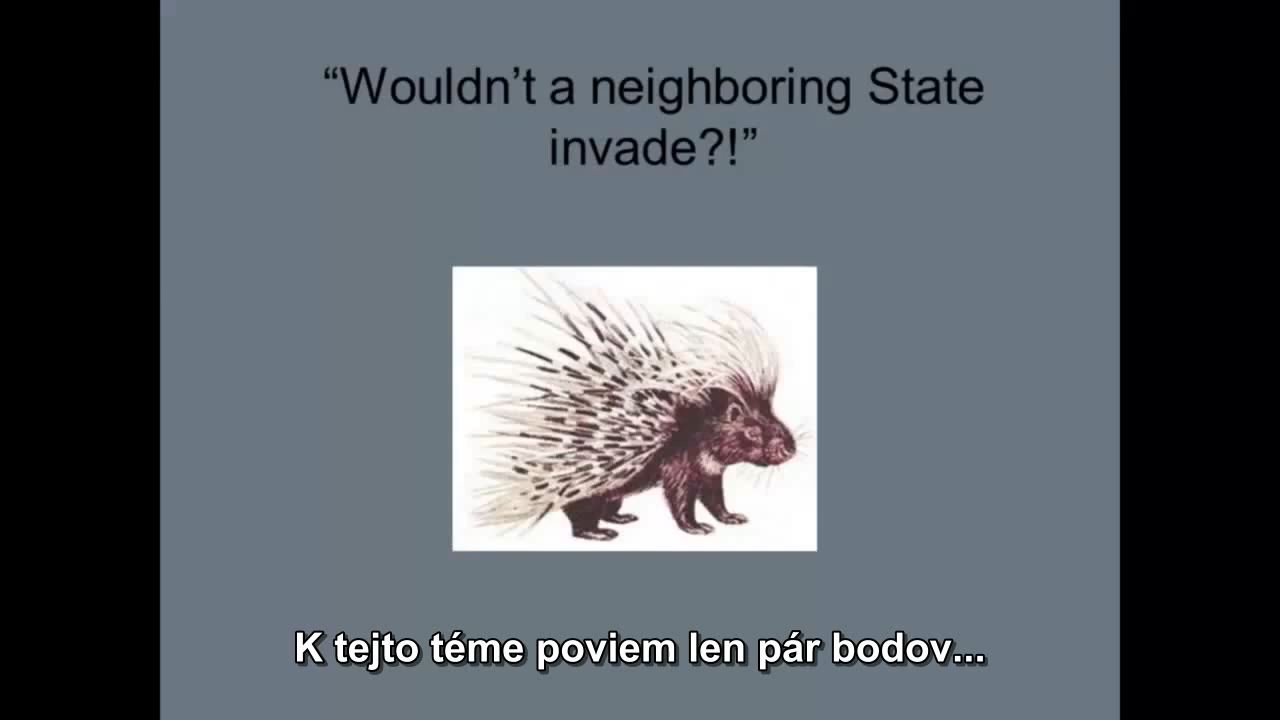 “Wouldn’t a neighboring State
invade?!”
K tejto téme poviem len pár bodov...